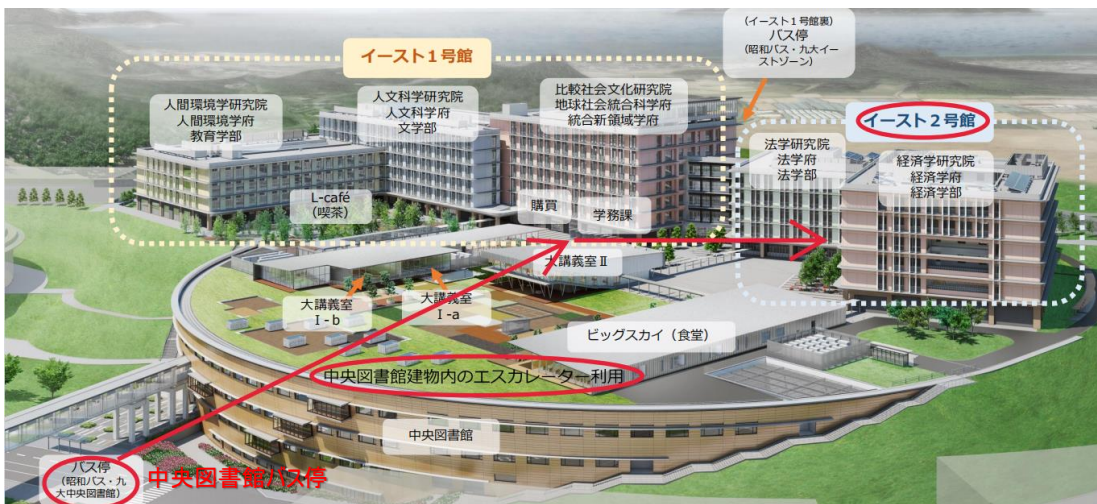 イースト１号館
(イースト１号館裏)
バス停
(昭和バス・九大イー
ストゾーン)
人間環境学研究院
人間環境学府
教育学部
人文科学研究院
人文科学府
文学部
比較社会文化研究院
地球社会統合科学府
統合新領域学府
イースト２号館
法学研究院
法学府
法学部
経済学研究院
経済学府
経済学部
L-café
(喫茶)
購買
学務課
大講義室Ⅱ
大講義室
Ⅰ-b
大講義室
Ⅰ-a
ビッグスカイ（食堂）
中央図書館建物内のエスカレーター利用
中央図書館
バス停
(昭和バス・九
大中央図書館)
中央図書館バス停